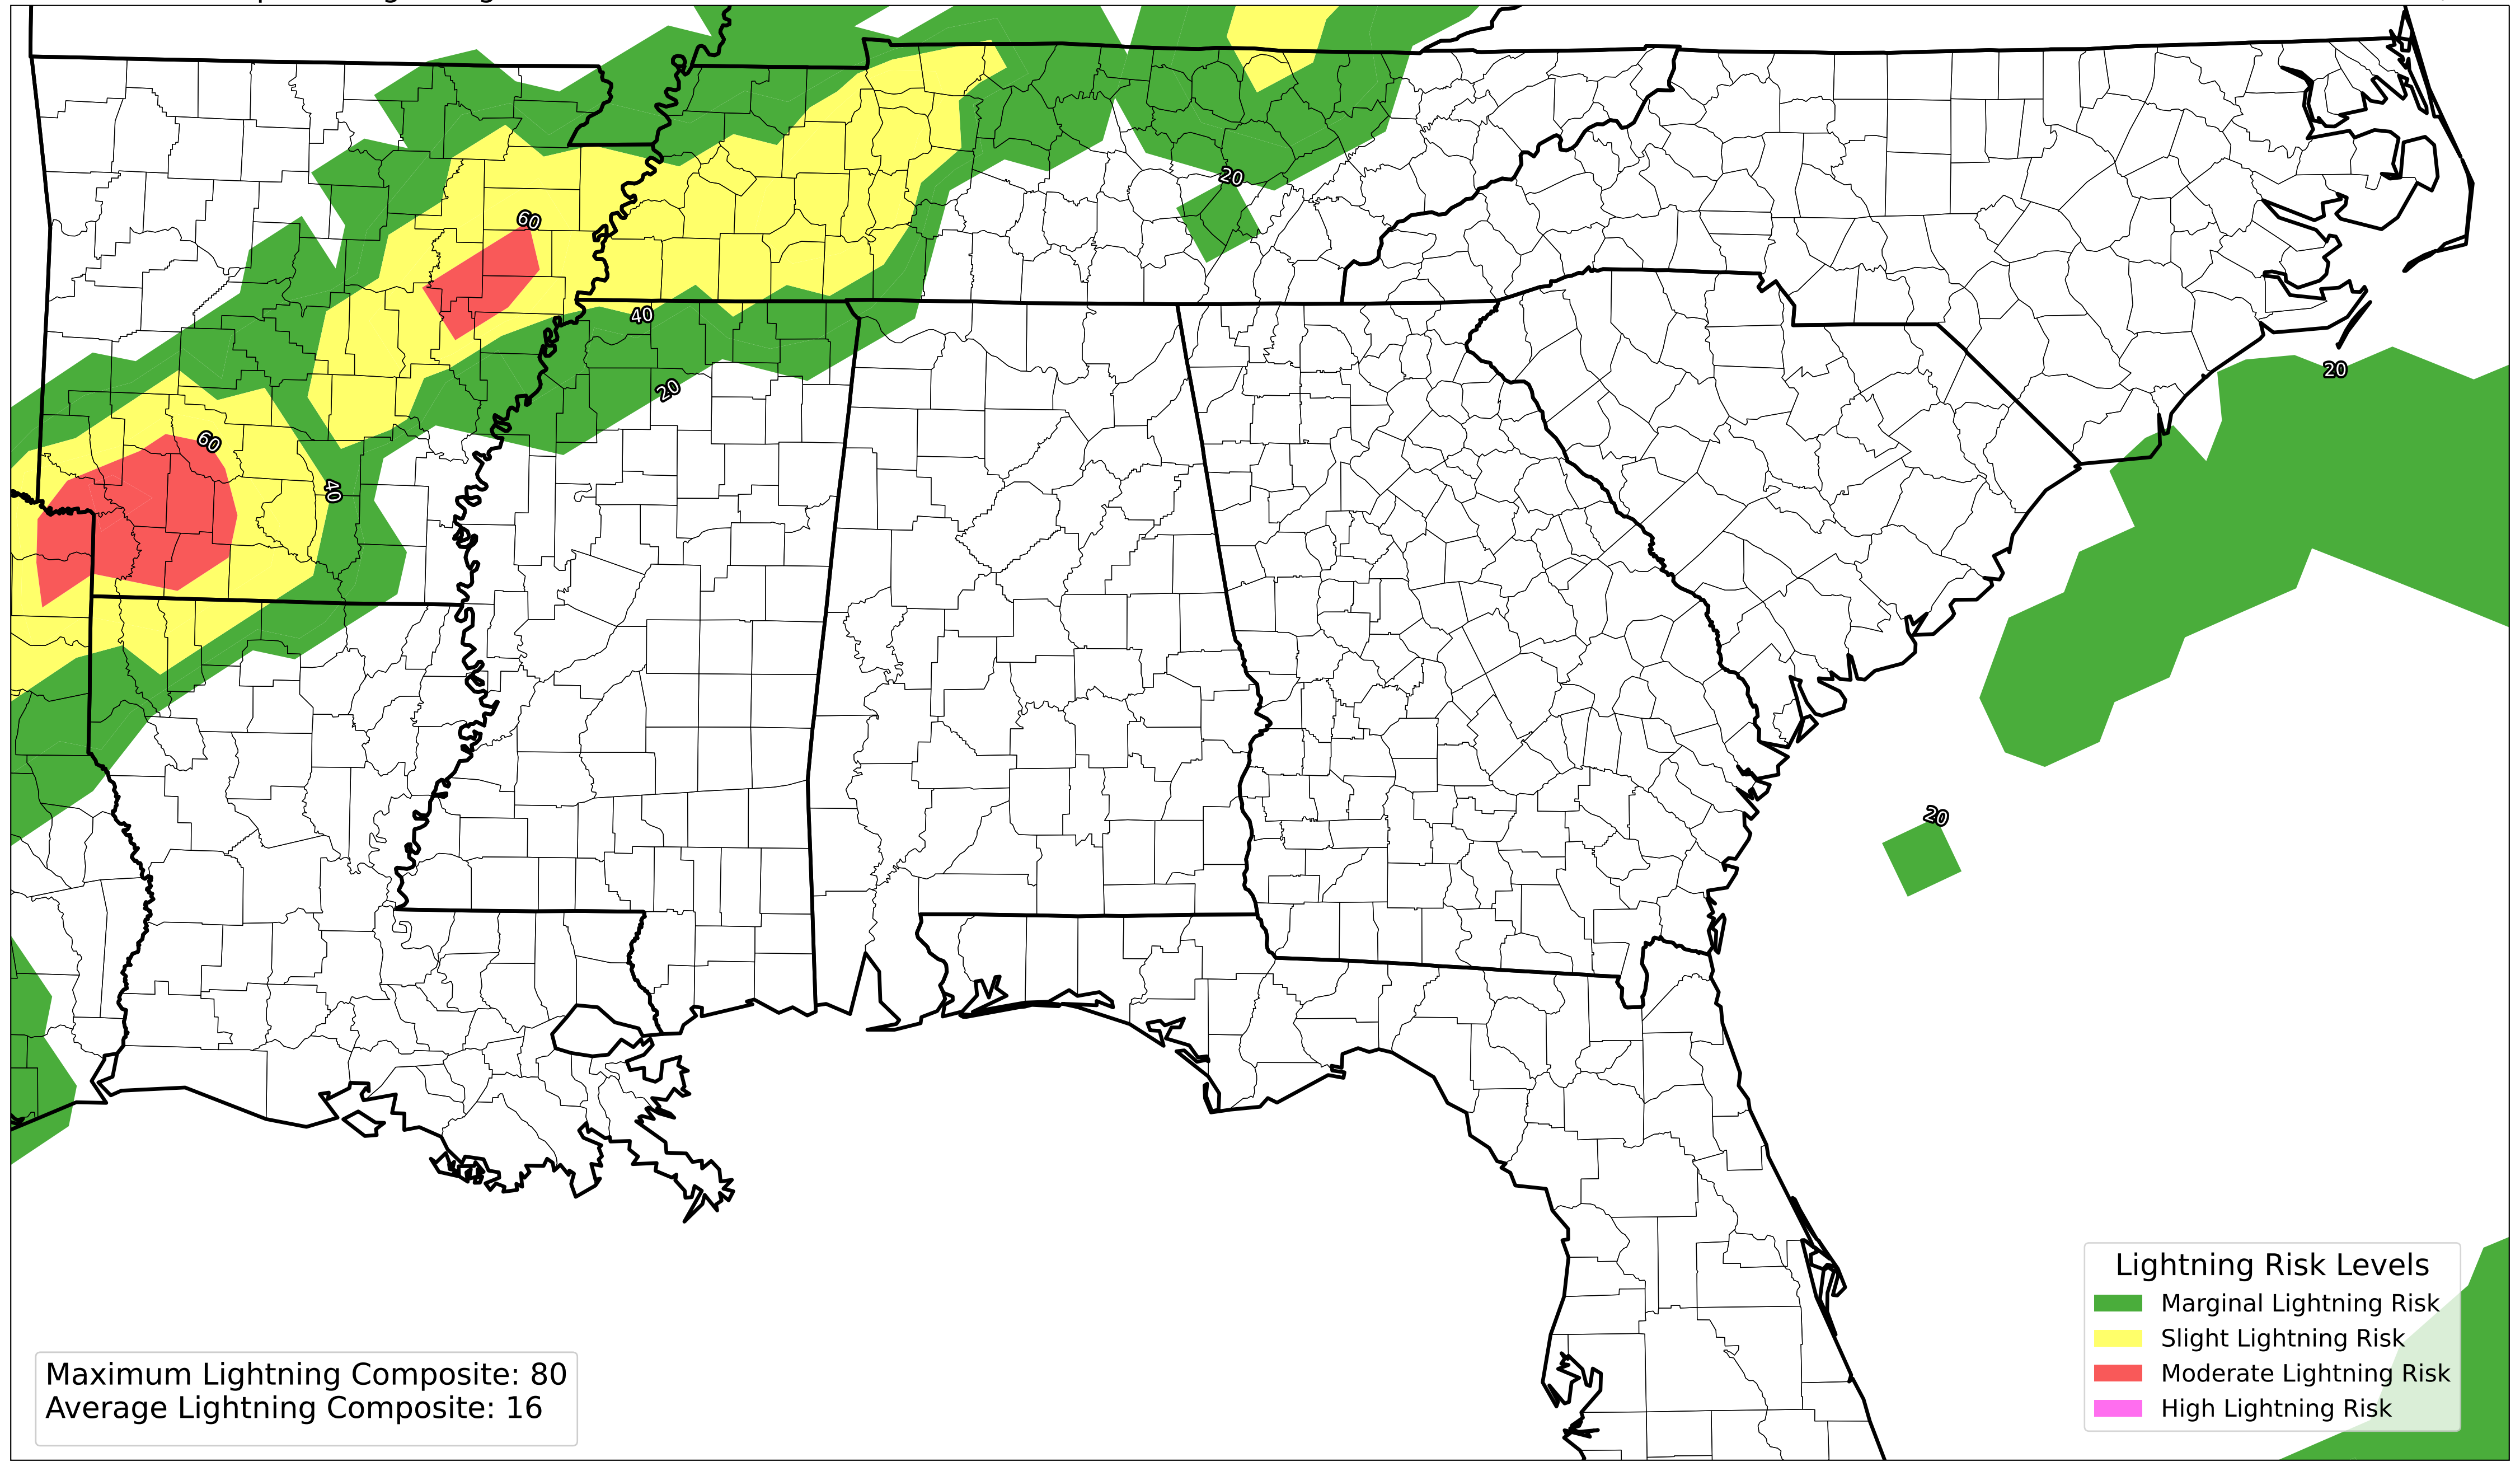 20
60
40
20
20
60
40
20
Lightning Risk Levels
Marginal Lightning Risk
Slight Lightning Risk
Moderate Lightning Risk
High Lightning Risk
Maximum Lightning Composite: 80
Average Lightning Composite: 16